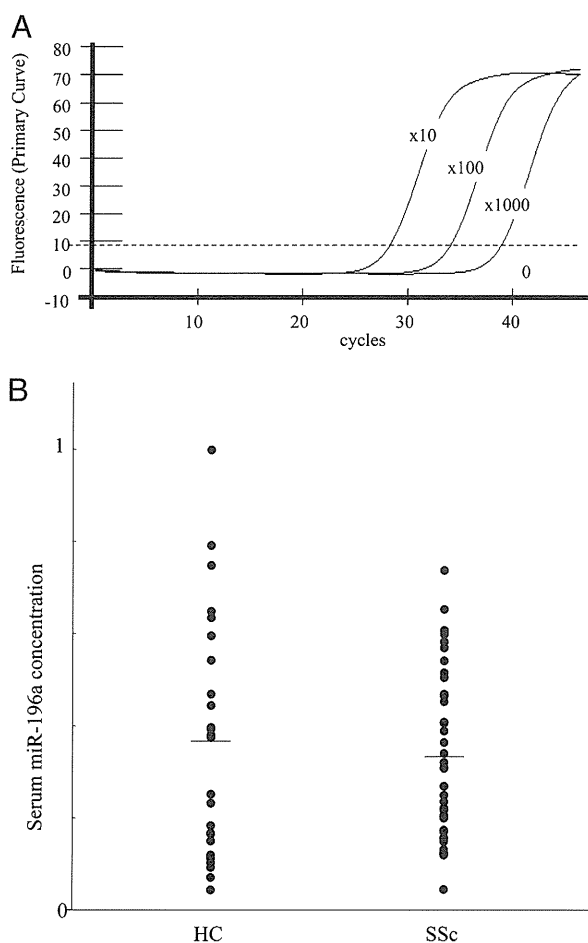 A
Fluorescence (Primary Curve)
80
70
60
50
40
30
20
10
0
-10
x10
x100
x1000
0
10
20
30
40
cycles
B
Serum miR-196a concentration
1
0
HC
SSc